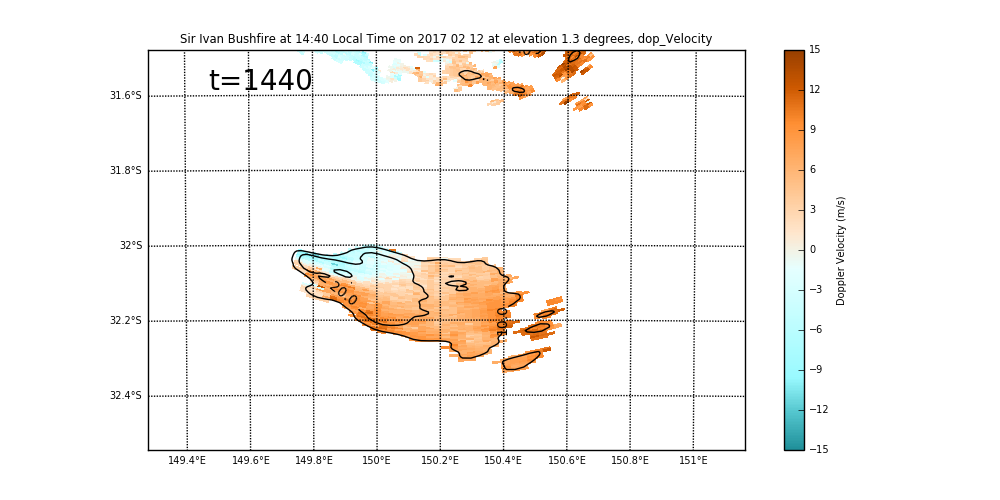 Sir Ivan Bushfire at 14:40 Local Time on 2017 02 12 at elevation 1.3 degrees, dop_Velocity
t=1440
31.6°S
31.8°S
32°S
32.2°S
32.4°S
149.4°E 149.6°E 149.8°E 150°E 150.2°E 150.4°E 150.6°E 150.8°E 151°E
20.0
10.0
15
12
9
6
3
0
−3
−6
−9
−12
−15
Doppler Velocity (m/s)